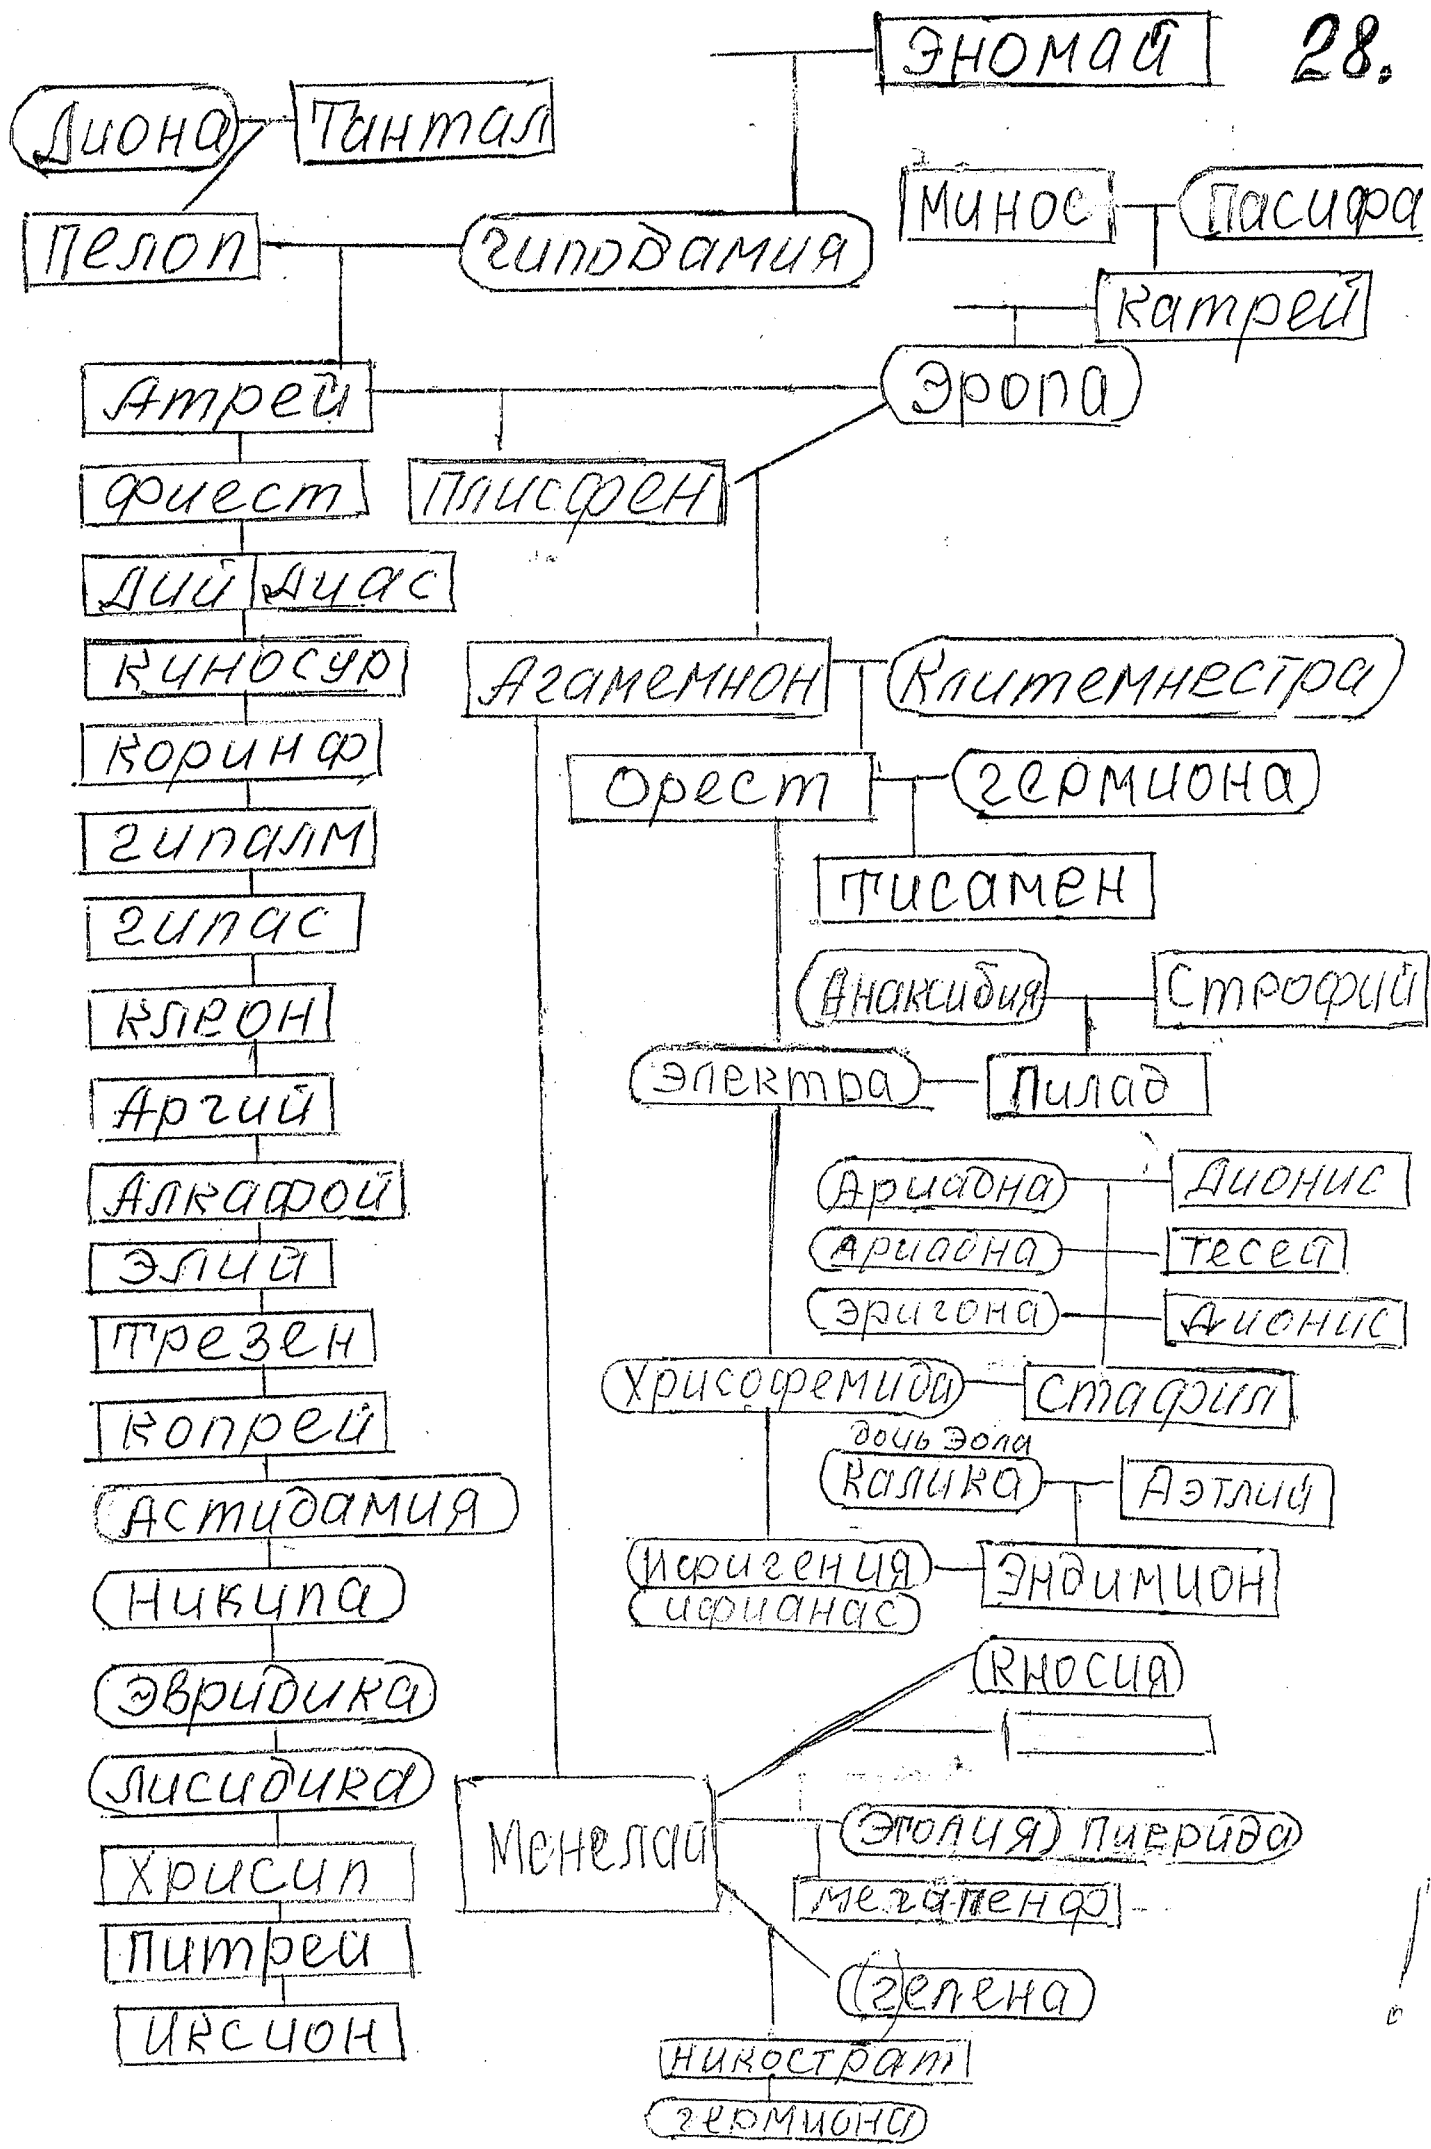 Эномай 28.
Диона Тантал
Минос Пасифа
Пелоп Гиподамия
Катрей
Атрей Эропа
Фиест Плисфен
Дий Диас
Киносур Агамемнон Клитемнестра
Коринф Орест Гермиона
Гипалм
Гипас Тисамен
Клеон Анаксибия Строфий
Аргий Электра Пилад
Алкафой Ариадна Дионис
Элий Ариадна Тесей
Трезен Эригона Дионис
Копрей Хрисофемида Стафил
дочь Эола
Астидамия Калика Аэтлий
Никипа Ифигения Эндимион
ифианас
Эвридика Кносия
Лисидика
Хрисип Менелай Этолия Пиерида
Мегапенф
Питрей (г)елена !
Иксион
Никострат
гермиона